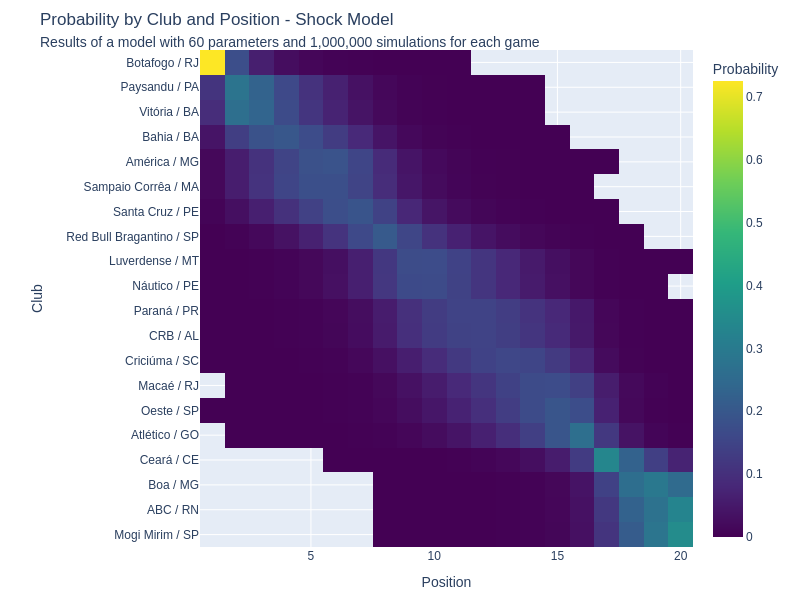 Probability by Club and Position - Shock Model
Results of a model with 60 parameters and 1,000,000 simulations for each game
Probability
0.7
0.6
0.5
0.4
0.3
0.2
0.1
0
Club
Botafogo / RJ
Paysandu / PA
Vitória / BA
Bahia / BA
América / MG
Sampaio Corrêa / MA
Santa Cruz / PE
Red Bull Bragantino / SP
Luverdense / MT
Náutico / PE
Paraná / PR
CRB / AL
Criciúma / SC
Macaé / RJ
Oeste / SP
Atlético / GO
Ceará / CE
Boa / MG
ABC / RN
Mogi Mirim / SP
5
10
15
20
Position